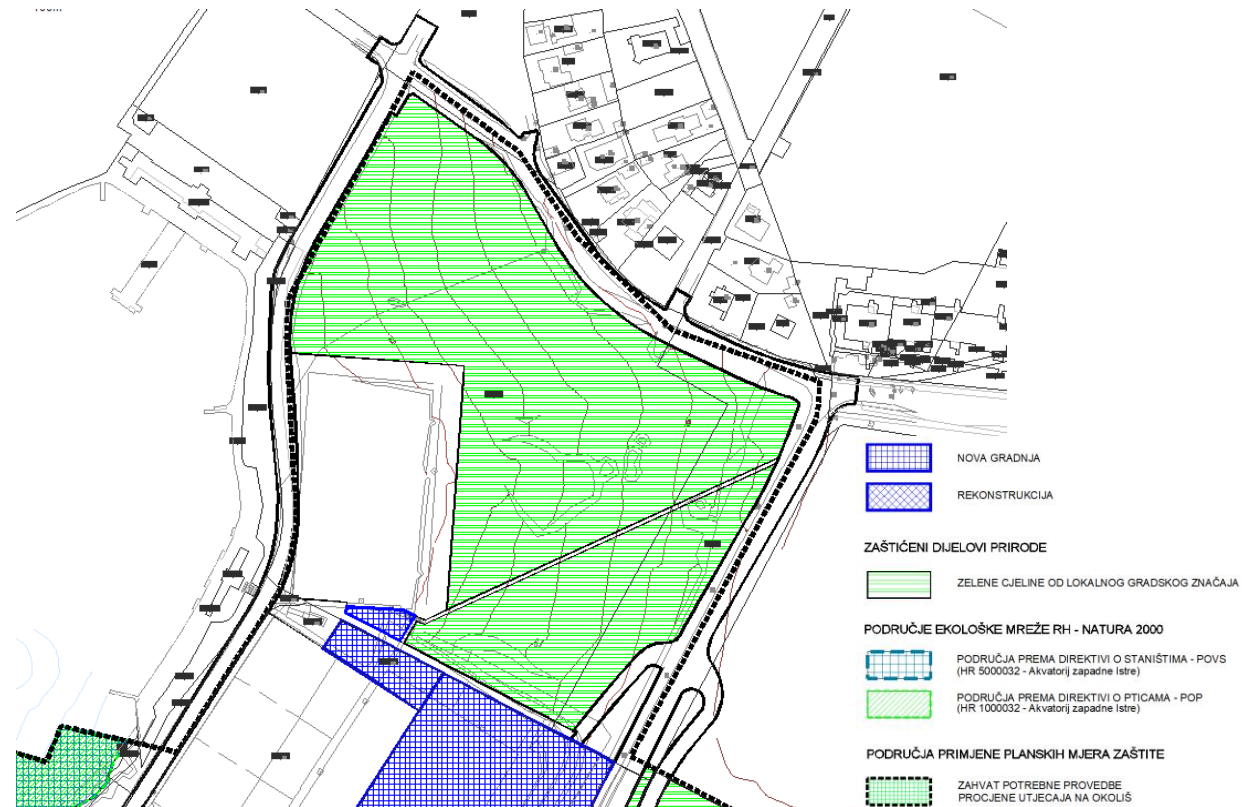 NOVA GRADNJA
REKONSTRUKCIJA
ZAŠTIĆENI DIJELOVI PRIRODE
ZELENE CJELINE OD LOKALNOG GRADSKOG ZNAČAJA
PODRUČJE EKOLOŠKE MREŽE RH - NATURA 2000
PODRUČJA PREMA DIREKTIVI O STANIŠTIMA - POVS
(HR 5000032 - Akvatorij zapadne Istre)
PODRUČJA PREMA DIREKTIVI O PTICAMA - POP
(HR 1000032 - Akvatorij zapadne Istre)
PODRUČJA PRIMJENE PLANSKIH MJERA ZAŠTITE
ZAHVAT POTREBNE PROVEDBE
PROCJENE UTJECAJA NA OKOLIŠ